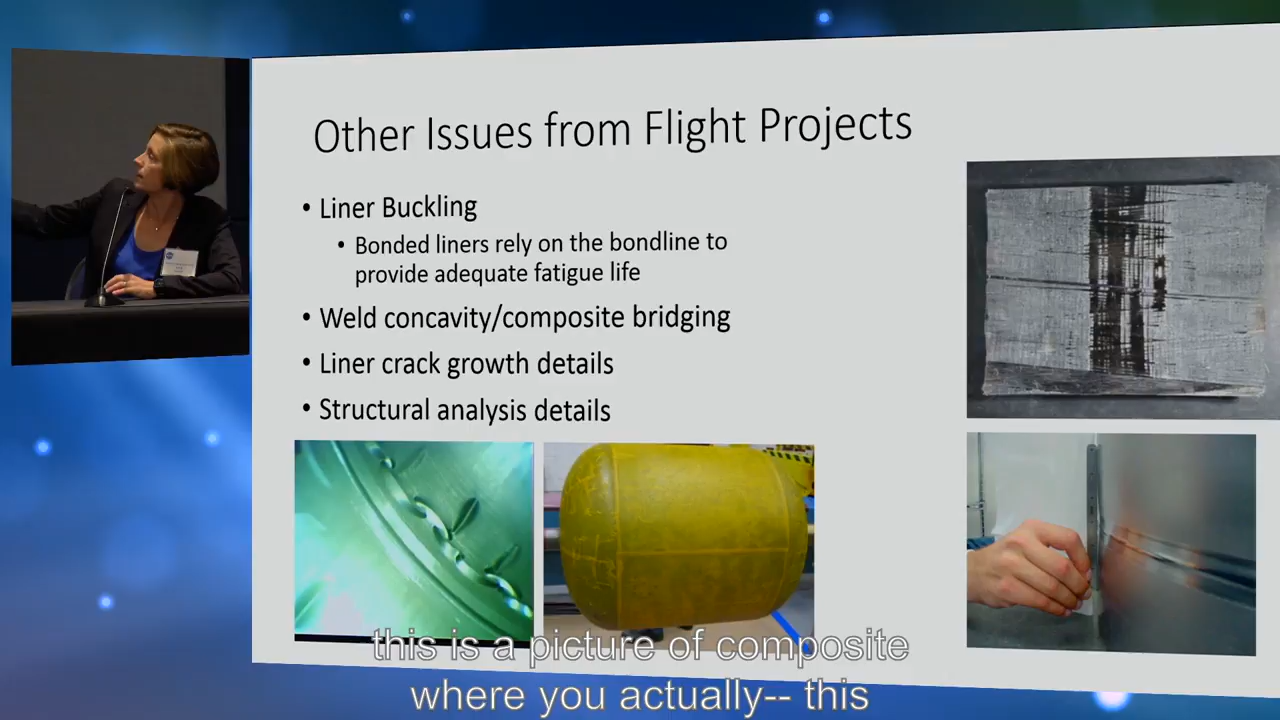 Other Issues from Flight Projects
• Liner Buckling
• Bonded liners rely on the bondline to
provide adequate fatigue life
• Weld concavity/composite bridging
• Liner crack growth details
• Structural analysis details
this is a picture of composite
where you actually-- this